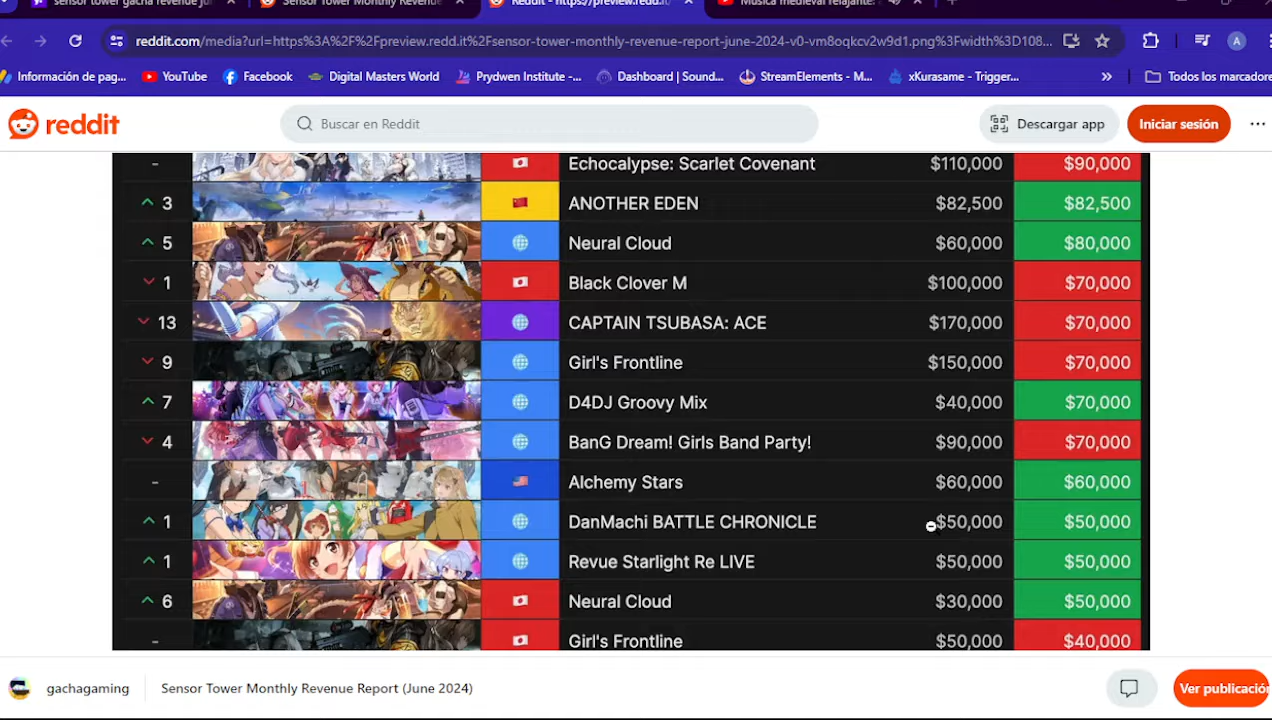 sensor tower gacha revenue ju
Sensor Tower Monthly Revenue
Reddit - https://preview.redd.i
Musica medieval relajante:
reddit.com/media?url=https%3A%2F%2Fpreview.redd.it%2Fsensor-tower-monthly-revenue-report-june-2024-v0-vm8oqkcv2w9d1.png%3Fwidth%3D108...
A
Información de pag...
YouTube
Facebook
Digital Masters World
Prydwen Institute -...
Dashboard | Sound...
StreamElements - M...
xKurasame - Trigger...
»
Todos los marcadore
reddit
Buscar en Reddit
Descargar app
Iniciar sesión
- Echocalypse: Scarlet Covenant $110,000 $90,000
3 ANOTHER EDEN $82,500 $82,500
5 Neural Cloud $60,000 $80,000
1 Black Clover M $100,000 $70,000
13 CAPTAIN TSUBASA: ACE $170,000 $70,000
9 Girl's Frontline $150,000 $70,000
7 D4DJ Groovy Mix $40,000 $70,000
4 BanG Dream! Girls Band Party! $90,000 $70,000
- Alchemy Stars $60,000 $60,000
1 DanMachi BATTLE CHRONICLE $50,000 $50,000
1 Revue Starlight Re LIVE $50,000 $50,000
6 Neural Cloud $30,000 $50,000
- Girl's Frontline $50,000 $40,000
gachagaming
Sensor Tower Monthly Revenue Report (June 2024)
Ver publicació